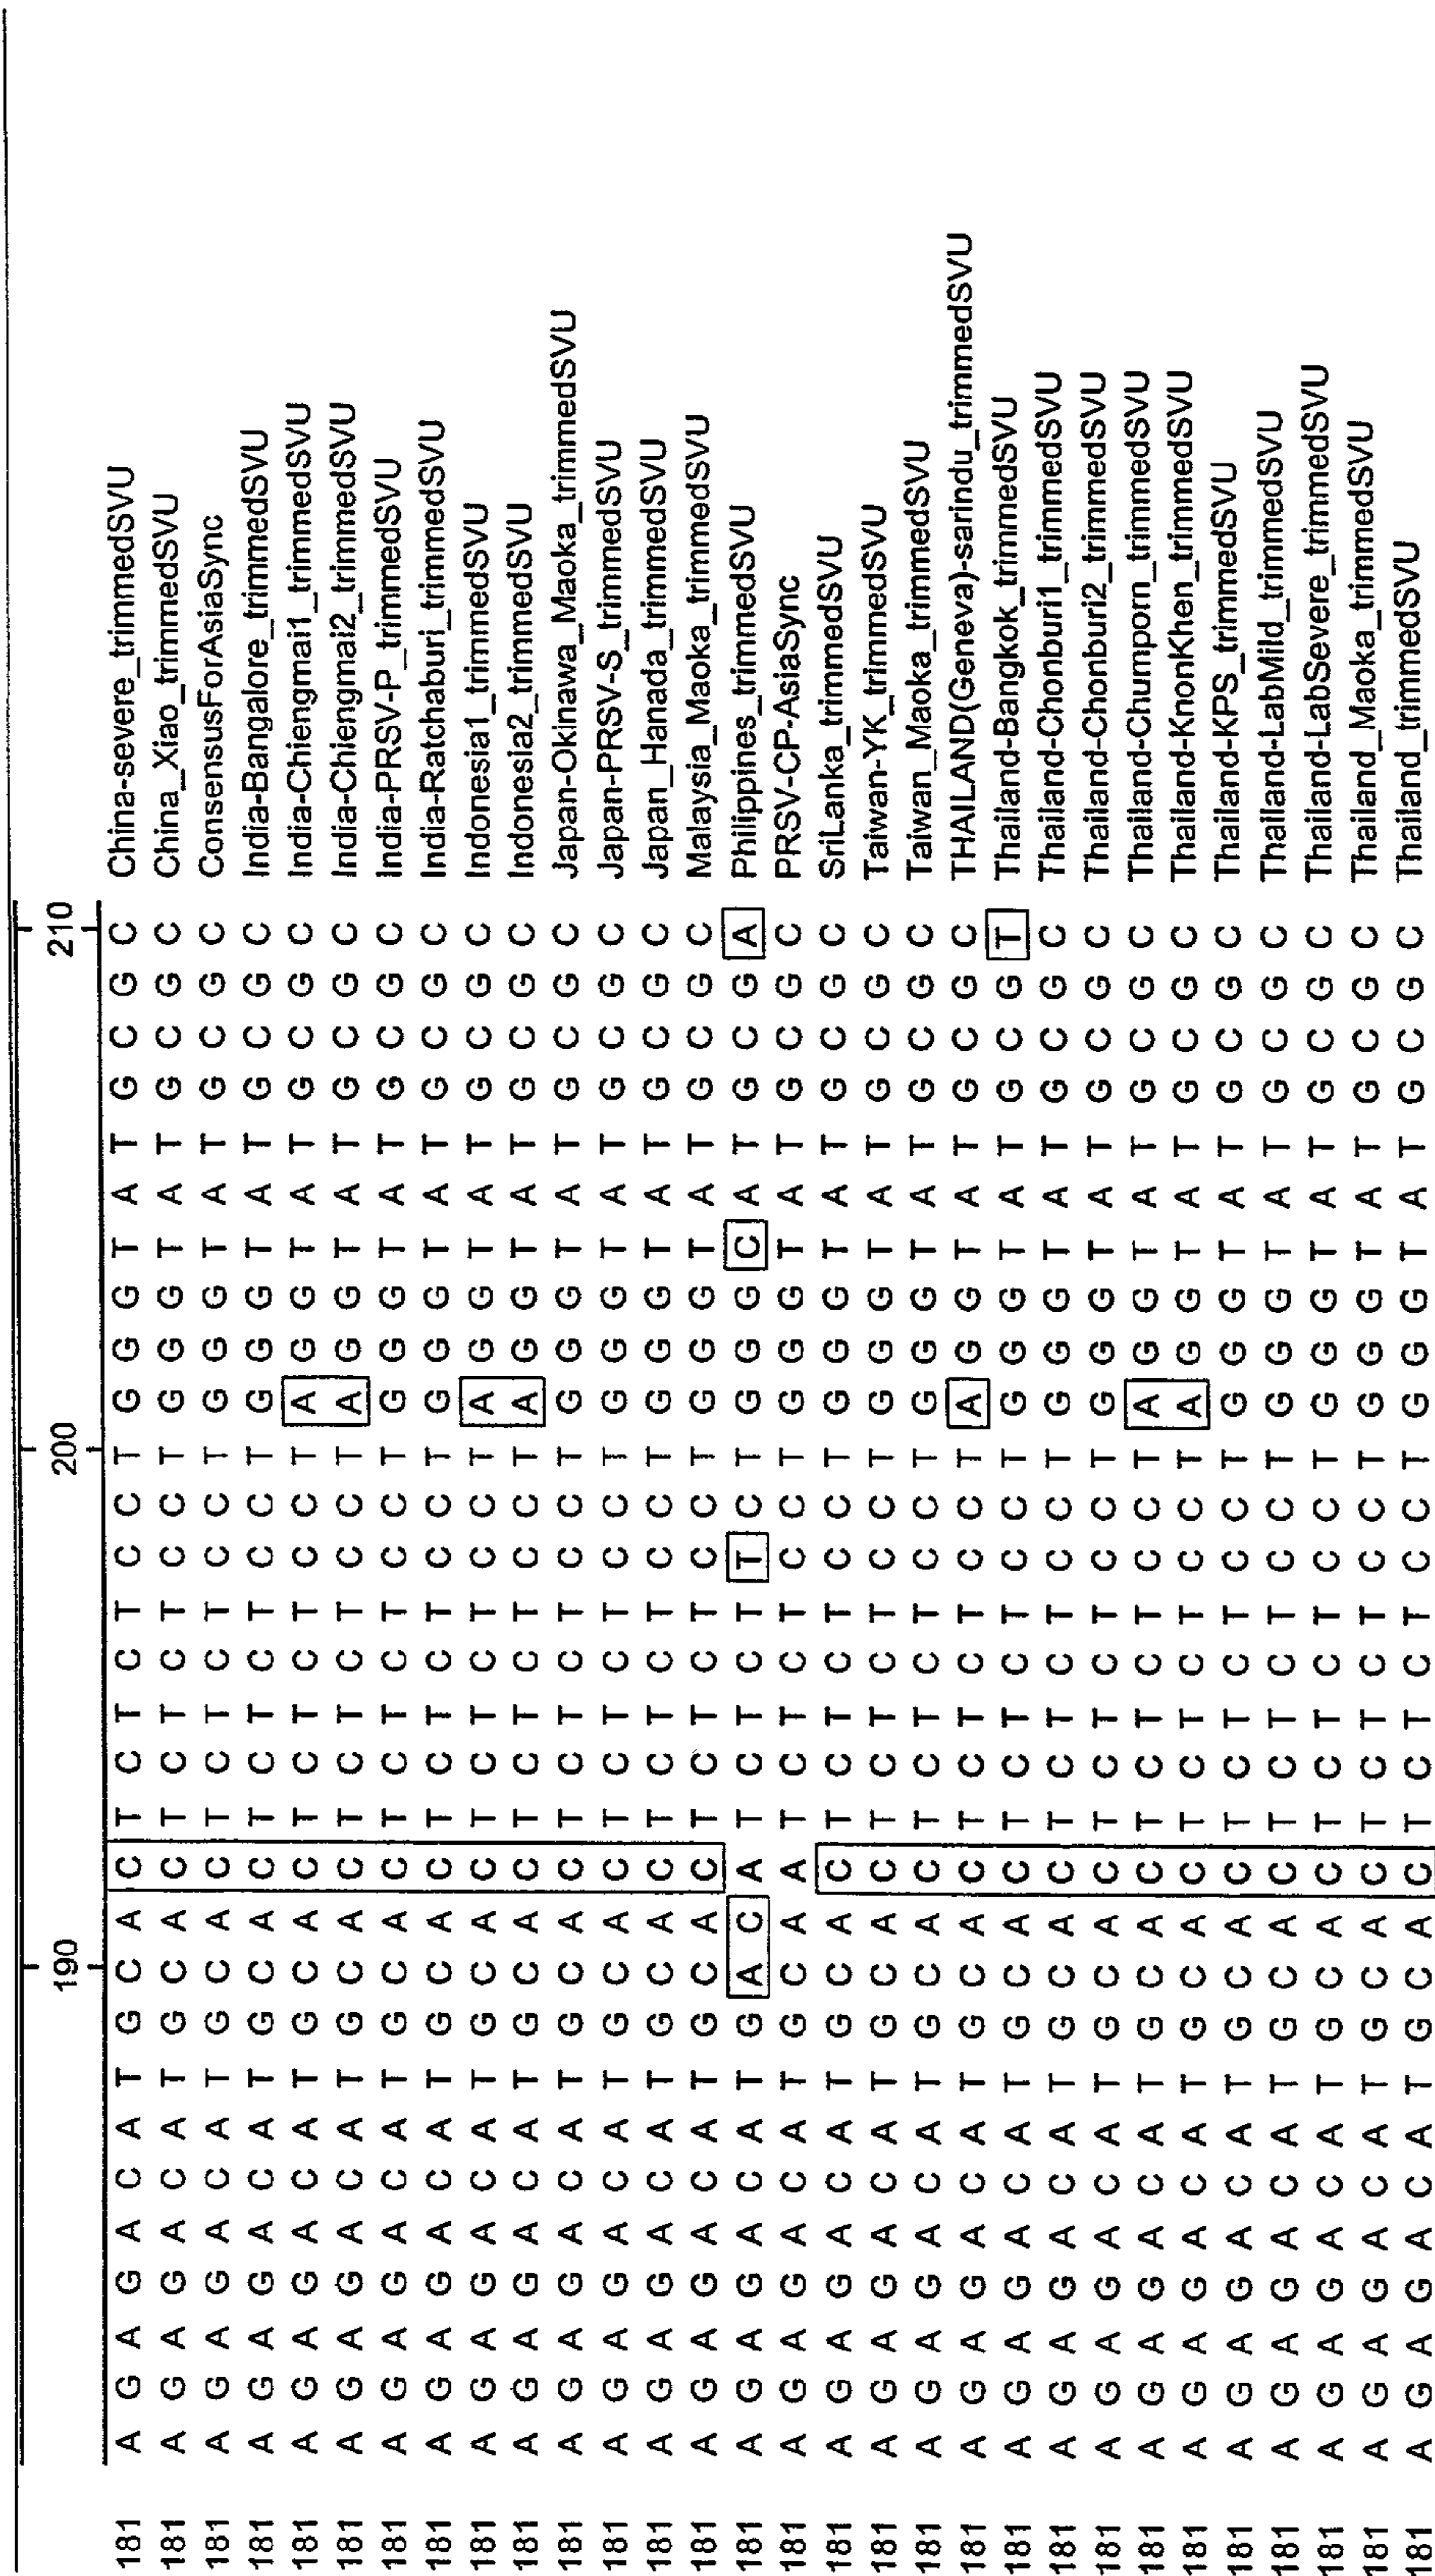 190 200 210
181 A G A G A C A T G C A C T C T C T C C T G G G T A T G C G C China-severe_trimmedSVU
181 A G A G A C A T G C A C T C T C T C C T G G G T A T G C G C China_Xiao_trimmedSVU
181 A G A G A C A T G C A C T C T C T C C T G G G T A T G C G C ConsensusForAsiaSync
181 A G A G A C A T G C A C T C T C T C C T G G G T A T G C G C India-Bangalore_trimmedSVU
181 A G A G A C A T G C A C T C T C T C C T A G G T A T G C G C India-Chiengmai1_trimmedSVU
181 A G A G A C A T G C A C T C T C T C C T A G G T A T G C G C India-Chiengmai2_trimmedSVU
181 A G A G A C A T G C A C T C T C T C C T G G G T A T G C G C India-PRSV-P_trimmedSVU
181 A G A G A C A T G C A C T C T C T C C T G G G T A T G C G C India-Ratchaburi_trimmedSVU
181 A G A G A C A T G C A C T C T C T C C T A G G T A T G C G C Indonesia1_trimmedSVU
181 A G A G A C A T G C A C T C T C T C C T A G G T A T G C G C Indonesia2_trimmedSVU
181 A G A G A C A T G C A C T C T C T C C T G G G T A T G C G C Japan-Okinawa_Maoka_trimmedSVU
181 A G A G A C A T G C A C T C T C T C C T G G G T A T G C G C Japan-PRSV-S_trimmedSVU
181 A G A G A C A T G C A C T C T C T C C T G G G T A T G C G C Japan_Hanada_trimmedSVU
181 A G A G A C A T G C A C T C T C T C C T G G G T A T G C G C Malaysia_Maoka_trimmedSVU
181 A G A G A C A T G A C A T C T C T T C T G G G C A T G C G A Philippines_trimmedSVU
181 A G A G A C A T G C A A T C T C T C C T G G G T A T G C G C PRSV-CP-AsiaSync
181 A G A G A C A T G C A C T C T C T C C T G G G T A T G C G C SriLanka_trimmedSVU
181 A G A G A C A T G C A C T C T C T C C T G G G T A T G C G C Taiwan-YK_trimmedSVU
181 A G A G A C A T G C A C T C T C T C C T G G G T A T G C G C Taiwan_Maoka_trimmedSVU
181 A G A G A C A T G C A C T C T C T C C T A G G T A T G C G C THAILAND(Geneva)-sarindu_trimmedSVU
181 A G A G A C A T G C A C T C T C T C C T G G G T A T G C G T Thailand-Bangkok_trimmedSVU
181 A G A G A C A T G C A C T C T C T C C T G G G T A T G C G C Thailand-Chonburi1_trimmedSVU
181 A G A G A C A T G C A C T C T C T C C T G G G T A T G C G C Thailand-Chonburi2_trimmedSVU
181 A G A G A C A T G C A C T C T C T C C T A G G T A T G C G C Thailand-Chumporn_trimmedSVU
181 A G A G A C A T G C A C T C T C T C C T A G G T A T G C G C Thailand-KnonKhen_trimmedSVU
181 A G A G A C A T G C A C T C T C T C C T G G G T A T G C G C Thailand-KPS_trimmedSVU
181 A G A G A C A T G C A C T C T C T C C T G G G T A T G C G C Thailand-LabMild_trimmedSVU
181 A G A G A C A T G C A C T C T C T C C T G G G T A T G C G C Thailand-LabSevere_trimmedSVU
181 A G A G A C A T G C A C T C T C T C C T G G G T A T G C G C Thailand_Maoka_trimmedSVU
181 A G A G A C A T G C A C T C T C T C C T G G G T A T G C G C Thailand_trimmedSVU